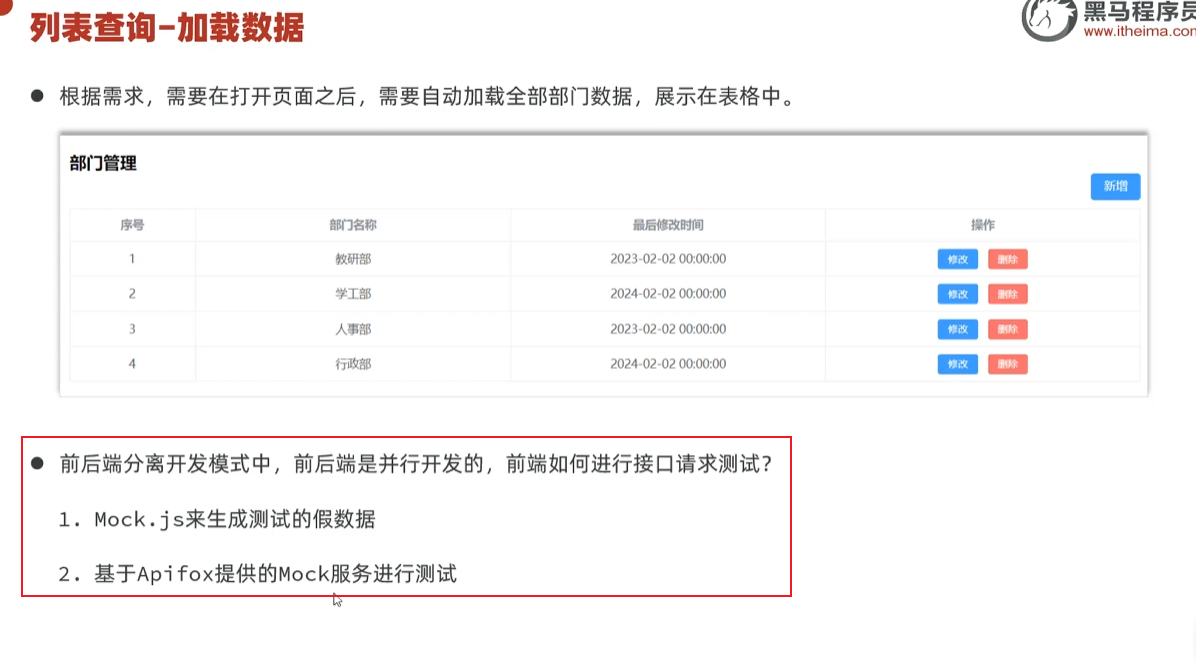 列表查询-加载数据
黑马程序员
www.itheima.com
● 根据需求，需要在打开页面之后，需要自动加载全部部门数据，展示在表格中。
部门管理
新增
序号 部门名称 最后修改时间 操作
1 教研部 2023-02-02 00:00:00 修改 删除
2 学工部 2024-02-02 00:00:00 修改 删除
3 人事部 2023-02-02 00:00:00 修改 删除
4 行政部 2024-02-02 00:00:00 修改 删除
● 前后端分离开发模式中，前后端是并行开发的，前端如何进行接口请求测试？
1. Mock.js来生成测试的假数据
2. 基于Apifox提供的Mock服务进行测试